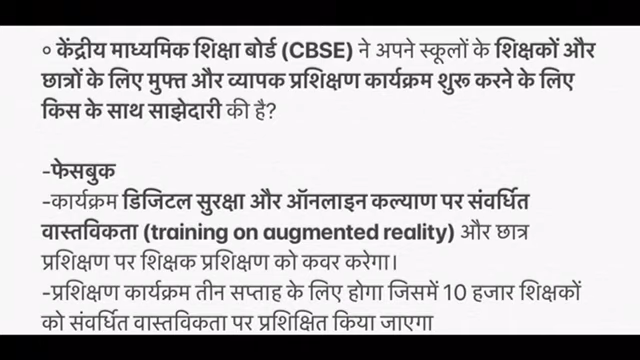 ० केंद्रीय माध्यमिक शिक्षा बोर्ड (CBSE) ने अपने स्कूलों के शिक्षकों और
छात्रों के लिए मुफ्त और व्यापक प्रशिक्षण कार्यक्रम शुरू करने के लिए
किस के साथ साझेदारी की है?
-फेसबुक
-कार्यक्रम डिजिटल सुरक्षा और ऑनलाइन कल्याण पर संवर्धित
वास्तविकता (training on augmented reality) और छात्र
प्रशिक्षण पर शिक्षक प्रशिक्षण को कवर करेगा।
-प्रशिक्षण कार्यक्रम तीन सप्ताह के लिए होगा जिसमें 10 हजार शिक्षकों
को संवर्धित वास्तविकता पर प्रशिक्षित किया जाएगा